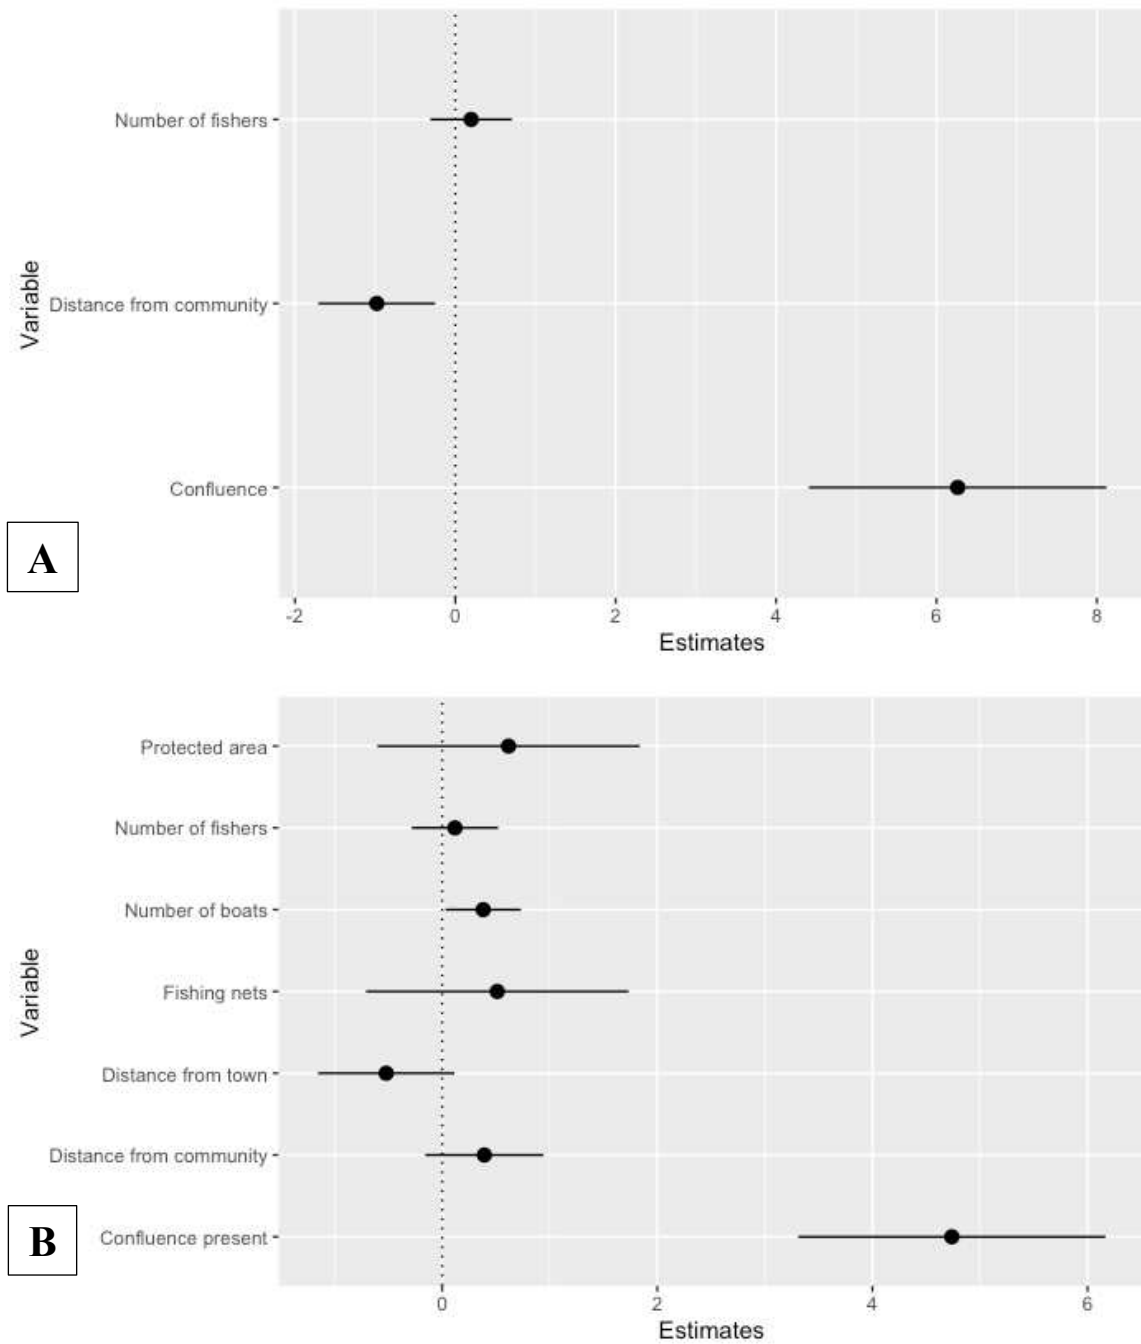 Number of fishers
Distance from community
Confluence
Variable
A
-2 0 2 4 6 8
Estimates
Protected area
Number of fishers
Number of boats
Fishing nets
Distance from town
Distance from community
Confluence present
Variable
B
0 2 4 6
Estimates